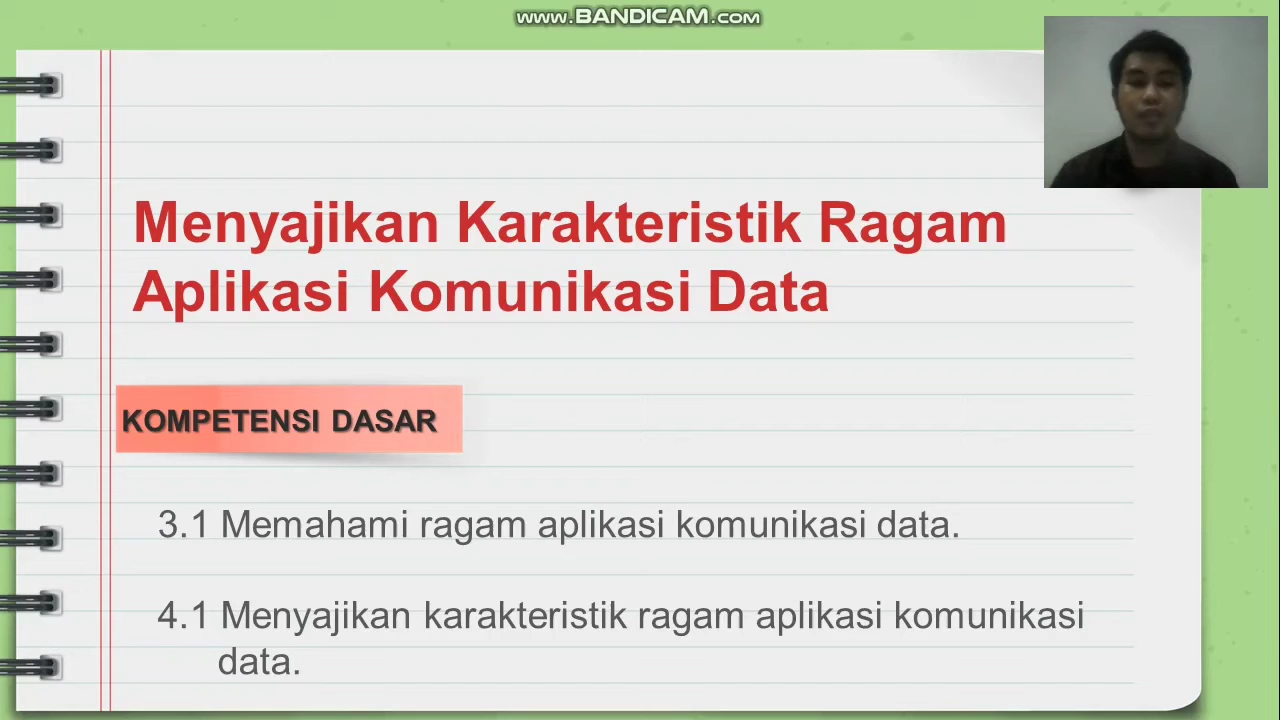 www.BANDICAM.com
Menyajikan Karakteristik Ragam
Aplikasi Komunikasi Data
KOMPETENSI DASAR
3.1 Memahami ragam aplikasi komunikasi data.
4.1 Menyajikan karakteristik ragam aplikasi komunikasi
data.